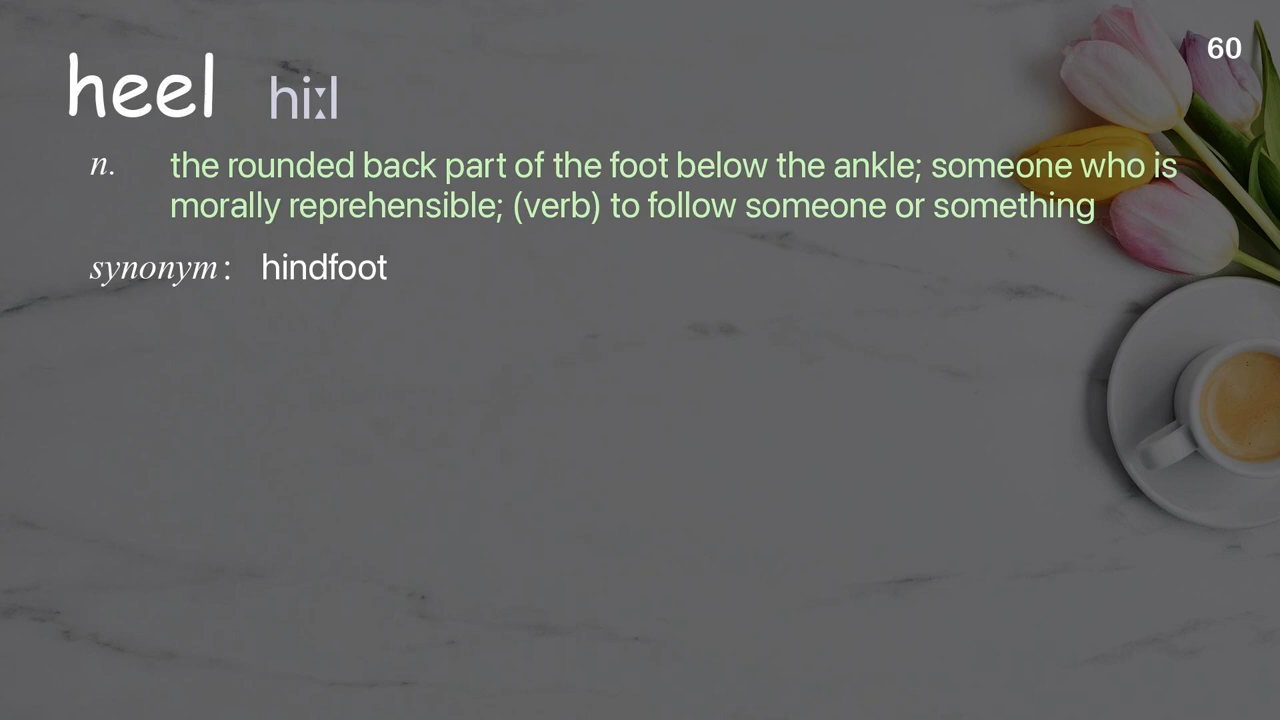 60
heel hiːl
n. the rounded back part of the foot below the ankle; someone who is
morally reprehensible; (verb) to follow someone or something
synonym: hindfoot